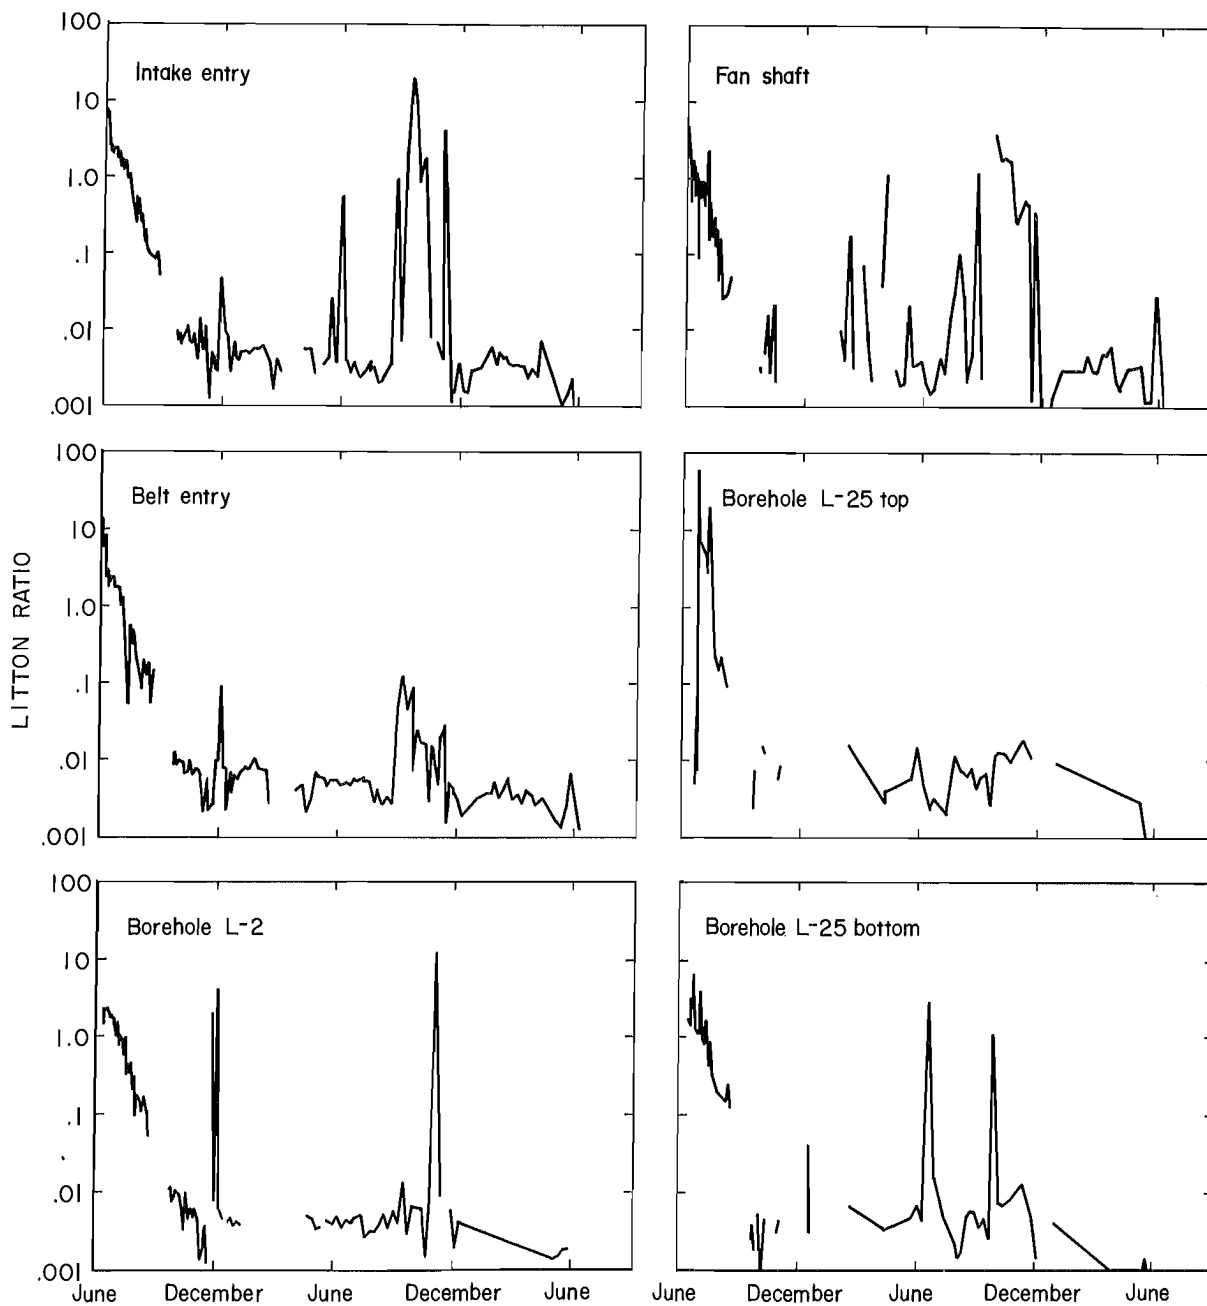 100
10
1.0
.1
.01
.001
Intake entry
Fan shaft
LITTON RATIO
100
10
1.0
.1
.01
.001
Belt entry
Borehole L-25 top
100
10
1.0
.1
.01
.001
Borehole L-2
Borehole L-25 bottom
June December June December June
June December June December June